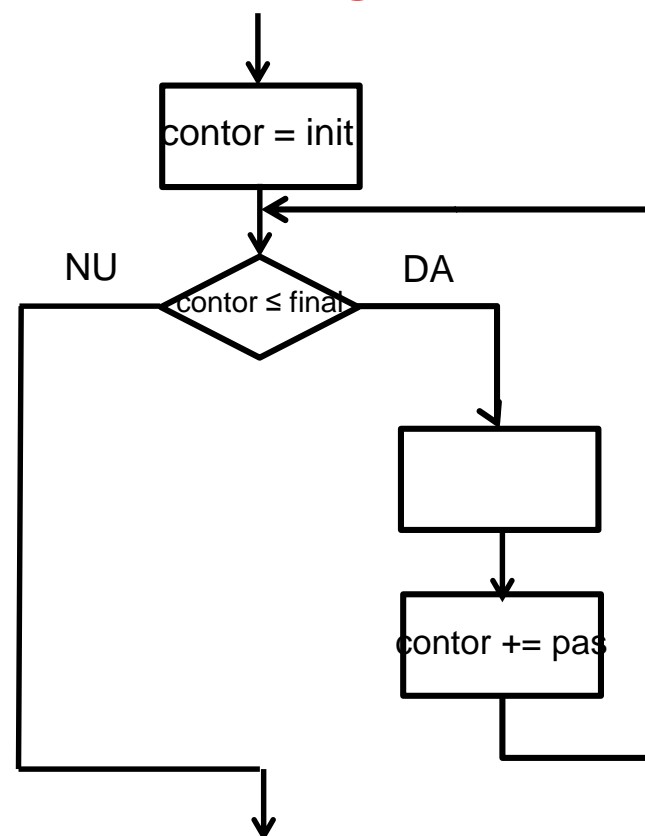 contor = init
NU
DA
contor ≤ final
contor += pas